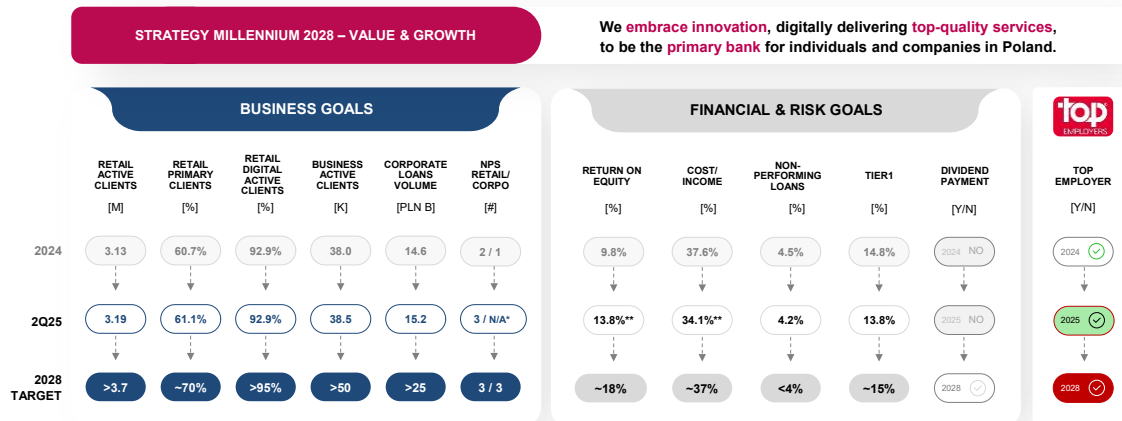 STRATEGY MILLENNIUM 2028 – VALUE & GROWTH
We embrace innovation, digitally delivering top-quality services,
to be the primary bank for individuals and companies in Poland.
BUSINESS GOALS
FINANCIAL & RISK GOALS
top
EMPLOYERS
RETAIL ACTIVE CLIENTS
[M]
RETAIL PRIMARY CLIENTS
[%]
RETAIL DIGITAL ACTIVE CLIENTS
[%]
BUSINESS ACTIVE CLIENTS
[K]
CORPORATE LOANS VOLUME
[PLN B]
NPS RETAIL/ CORPO
[#]
RETURN ON EQUITY
[%]
COST/ INCOME
[%]
NON-PERFORMING LOANS
[%]
TIER1
[%]
DIVIDEND PAYMENT
[Y/N]
TOP EMPLOYER
[Y/N]
2024 3.13 60.7% 92.9% 38.0 14.6 2 / 1 9.8% 37.6% 4.5% 14.8% 2024 NO 2024
2Q25 3.19 61.1% 92.9% 38.5 15.2 3 / N/A* 13.8%** 34.1%** 4.2% 13.8% 2025 NO 2025
2028 TARGET >3.7 ~70% >95% >50 >25 3 / 3 ~18% ~37% <4% ~15% 2028 2028